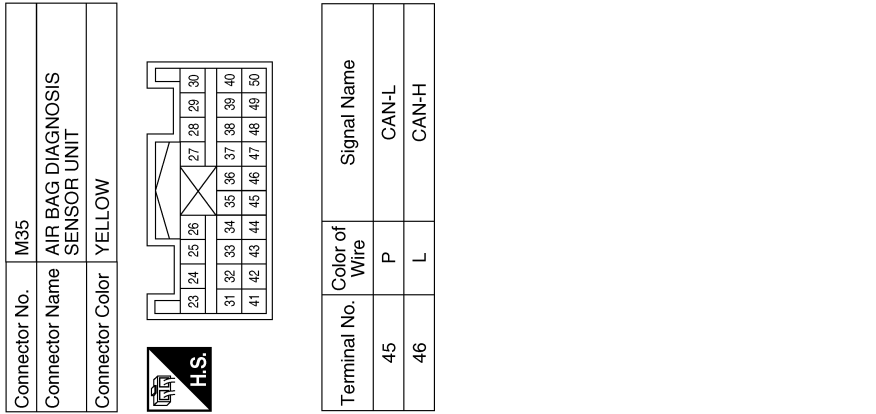 Connector No. M35
Connector Name AIR BAG DIAGNOSIS
SENSOR UNIT
Connector Color YELLOW
H.S.
23 24 25 26 27 28 29 30
31 32 33 34 35 36 37 38 39 40
41 42 43 44 45 46 47 48 49 50
Terminal No. Color of
Wire Signal Name
45 P CAN-L
46 L CAN-H